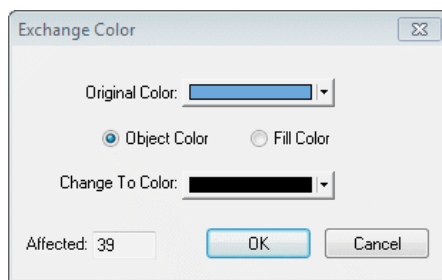 Exchange Color
Original Color:
Object Color Fill Color
Change To Color:
Affected: 39 OK Cancel